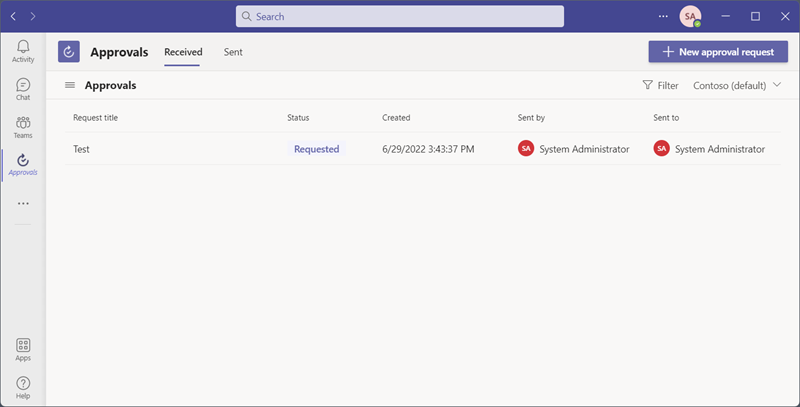 Search
SA
Activity
Chat
Teams
Approvals
Apps
Help
Approvals Received Sent
New approval request
Approvals
Filter Contoso (default)
Request title Status Created Sent by Sent to
Test Requested 6/29/2022 3:43:37 PM SA System Administrator SA System Administrator